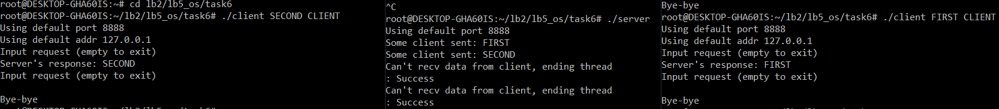 root@DESKTOP-GHA60IS:~# cd lb2/lb5_os/task6
root@DESKTOP-GHA60IS:~/lb2/lb5_os/task6# ./client SECOND CLIENT
Using default port 8888
Using default addr 127.0.0.1
Input request (empty to exit)
Server's response: SECOND
Input request (empty to exit)
Bye-bye
^C
root@DESKTOP-GHA60IS:~/lb2/lb5_os/task6# ./server
Using default port 8888
Some client sent: FIRST
Some client sent: SECOND
Can't recv data from client, ending thread
: Success
Can't recv data from client, ending thread
: Success
Bye-bye
root@DESKTOP-GHA60IS:~/lb2/lb5_os/task6# ./client FIRST CLIENT
Using default port 8888
Using default addr 127.0.0.1
Input request (empty to exit)
Server's response: FIRST
Input request (empty to exit)
Bye-bye